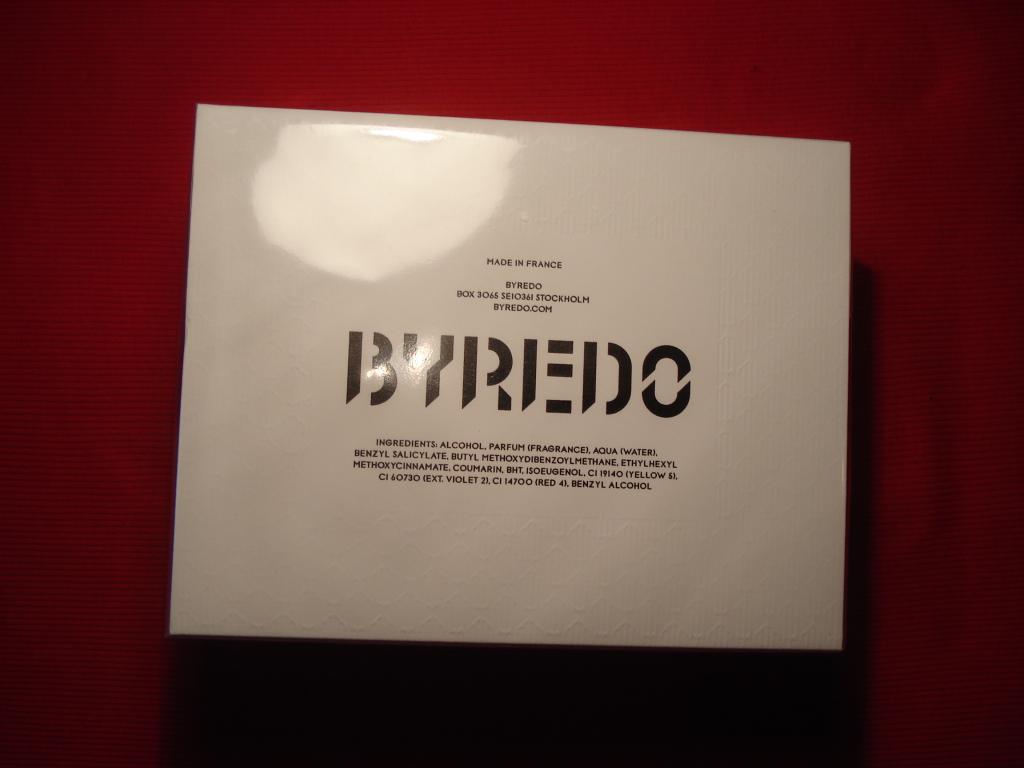 MADE IN FRANCE
BYREDO
BOX 3065 SE10361 STOCKHOLM
BYREDO.COM
BYREDO
INGREDIENTS: ALCOHOL, PARFUM (FRAGRANCE), AQUA (WATER),
BENZYL SALICYLATE, BUTYL METHOXYDIBENZOYLMETHANE, ETHYLHEXYL
METHOXYCINNAMATE, COUMARIN, BHT, ISOEUGENOL, CI 19140 (YELLOW 5),
CI 60730 (EXT. VIOLET 2), CI 14700 (RED 4), BENZYL ALCOHOL